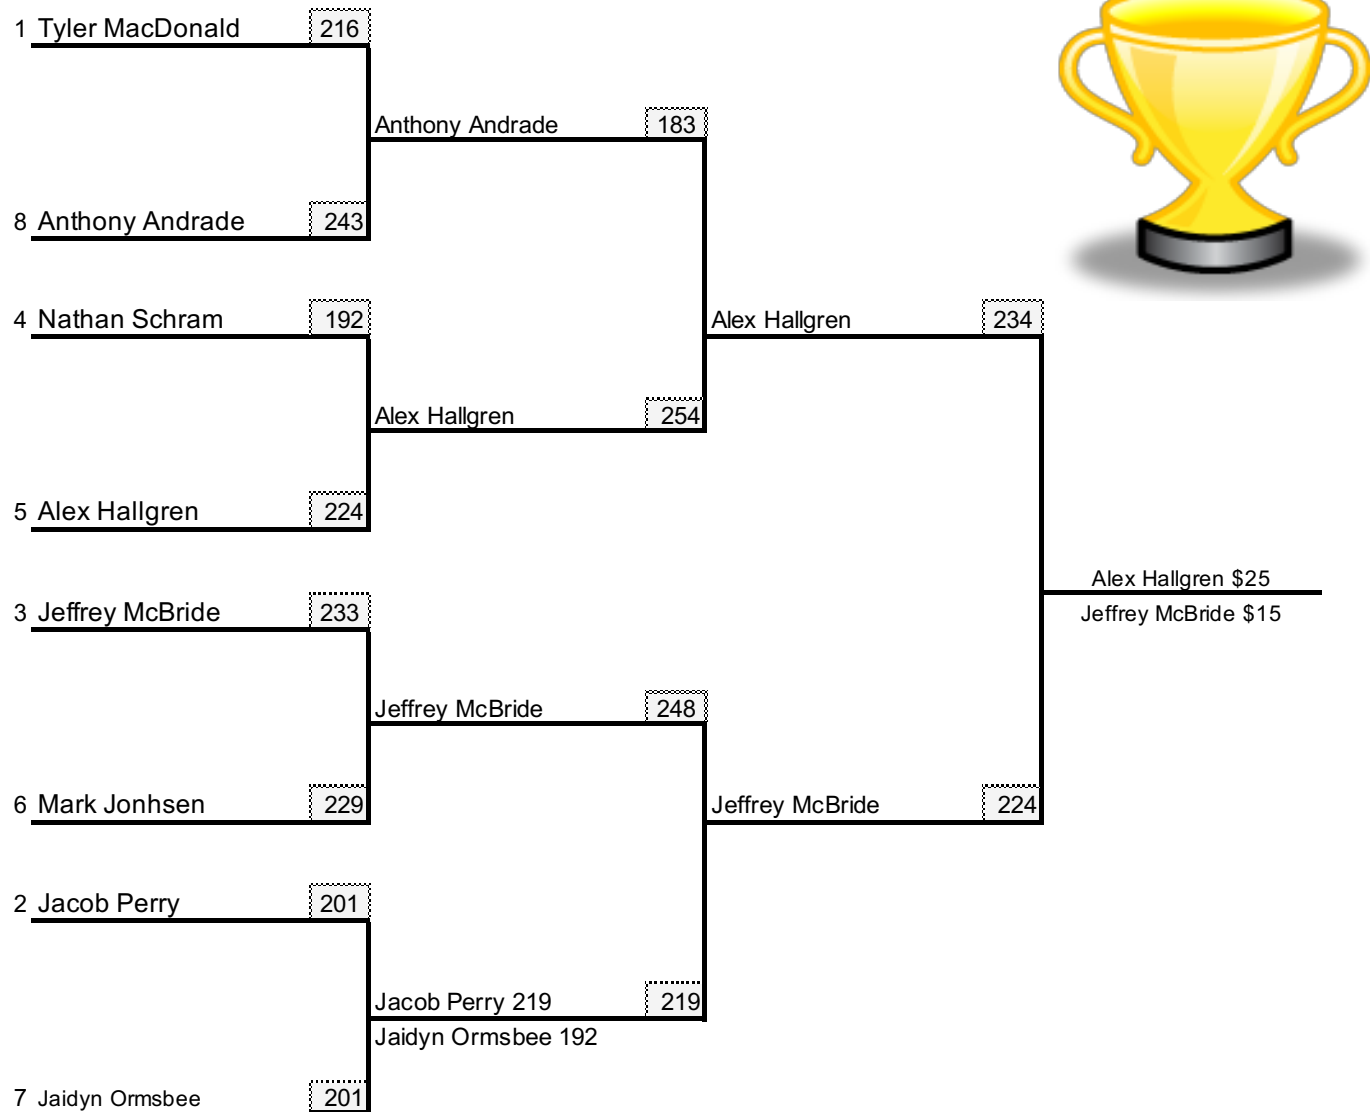 1 Tyler MacDonald 216
Anthony Andrade 183
8 Anthony Andrade 243
4 Nathan Schram 192
Alex Hallgren 234
Alex Hallgren 254
5 Alex Hallgren 224
Alex Hallgren $25
3 Jeffrey McBride 233
Jeffrey McBride $15
Jeffrey McBride 248
6 Mark Jonhsen 229
Jeffrey McBride 224
2 Jacob Perry 201
Jacob Perry 219 219
Jaidyn Ormsbee 192
7 Jaidyn Ormsbee 201